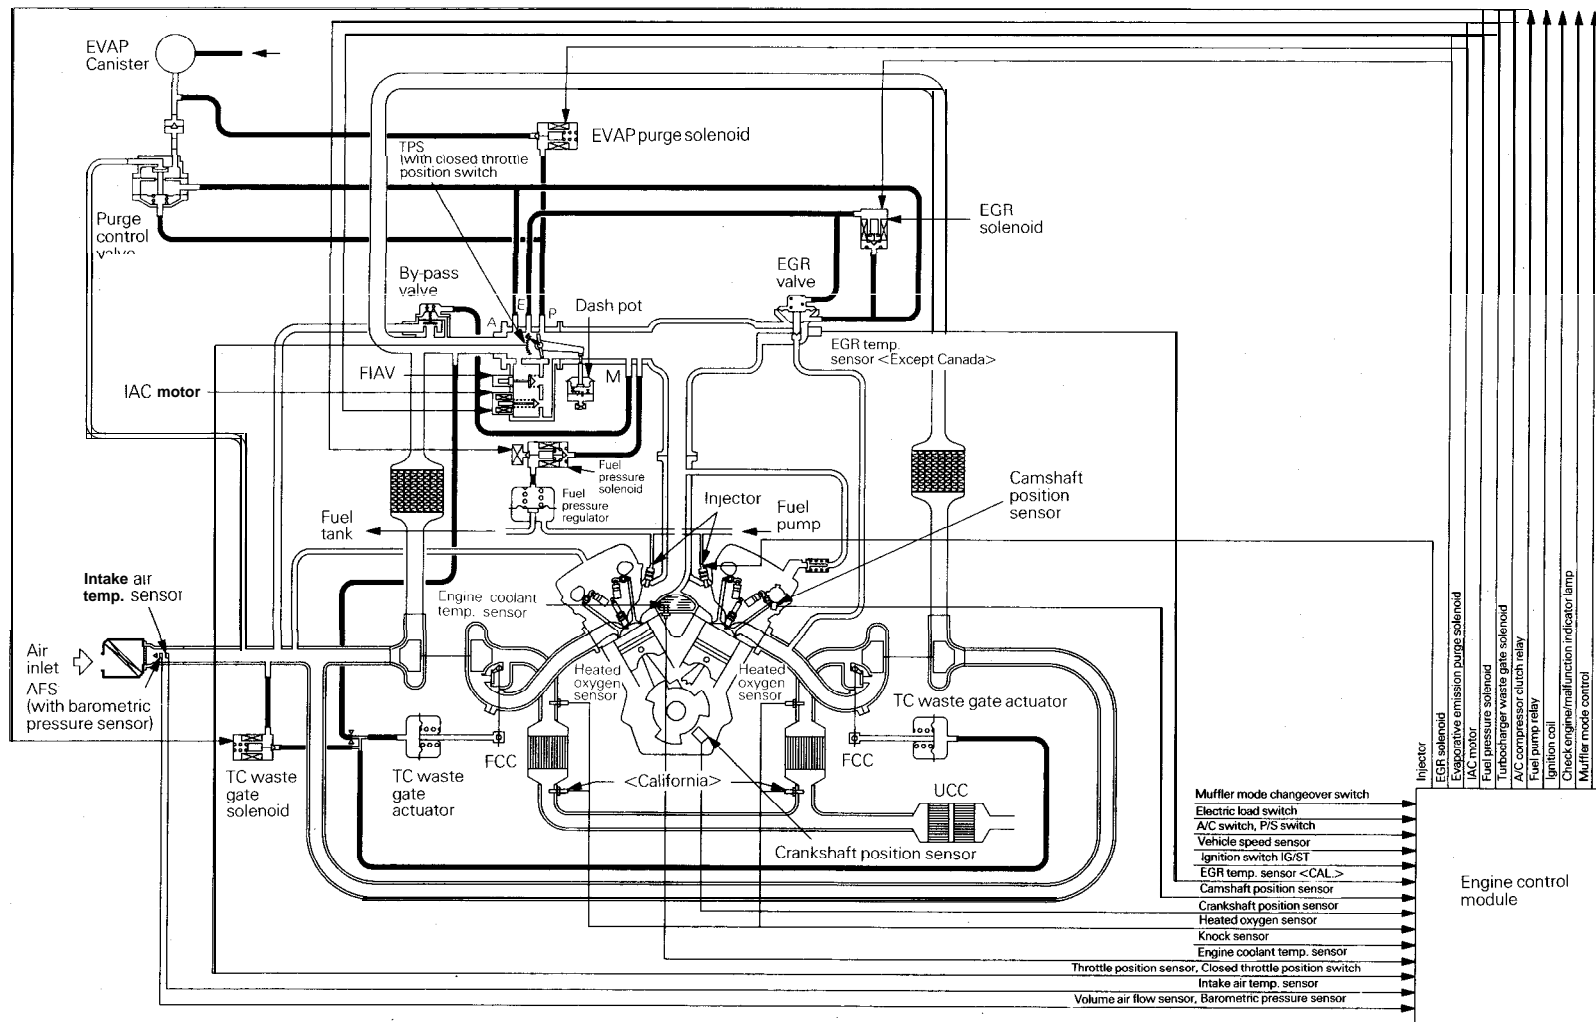 EVAP
Canister
EVAP purge solenoid
TPS
(with closed throttle
position switch
Purge
control
valve
EGR
solenoid
By-pass
valve
EGR
valve
A
E
P
Dash pot
EGR temp.
sensor <Except Canada>
FIAV
M
IAC motor
Fuel
pressure
solenoid
Fuel
pressure
regulator
Injector
Fuel
pump
Camshaft
position
sensor
Fuel
tank
Intake air
temp. sensor
Engine coolant
temp. sensor
Air
inlet
AFS
(with barometric
pressure sensor)
Heated
oxygen
sensor
Heated
oxygen
sensor
TC waste gate actuator
FCC
FCC
TC waste
gate
solenoid
TC waste
gate
actuator
<California>
UCC
Crankshaft position sensor
Injector
EGR solenoid
Evaporative emission purge solenoid
IAC motor
Fuel pressure solenoid
Turbocharger waste gate solenoid
A/C compressor clutch relay
Fuel pump relay
Ignition coil
Check engine/malfunction indicator lamp
Muffler mode control
Muffler mode changeover switch
Electric load switch
A/C switch, P/S switch
Vehicle speed sensor
Ignition switch IG/ST
EGR temp. sensor <CAL.>
Camshaft position sensor
Crankshaft position sensor
Heated oxygen sensor
Knock sensor
Engine coolant temp. sensor
Throttle position sensor, Closed throttle position switch
Intake air temp. sensor
Volume air flow sensor, Barometric pressure sensor
Engine control
module